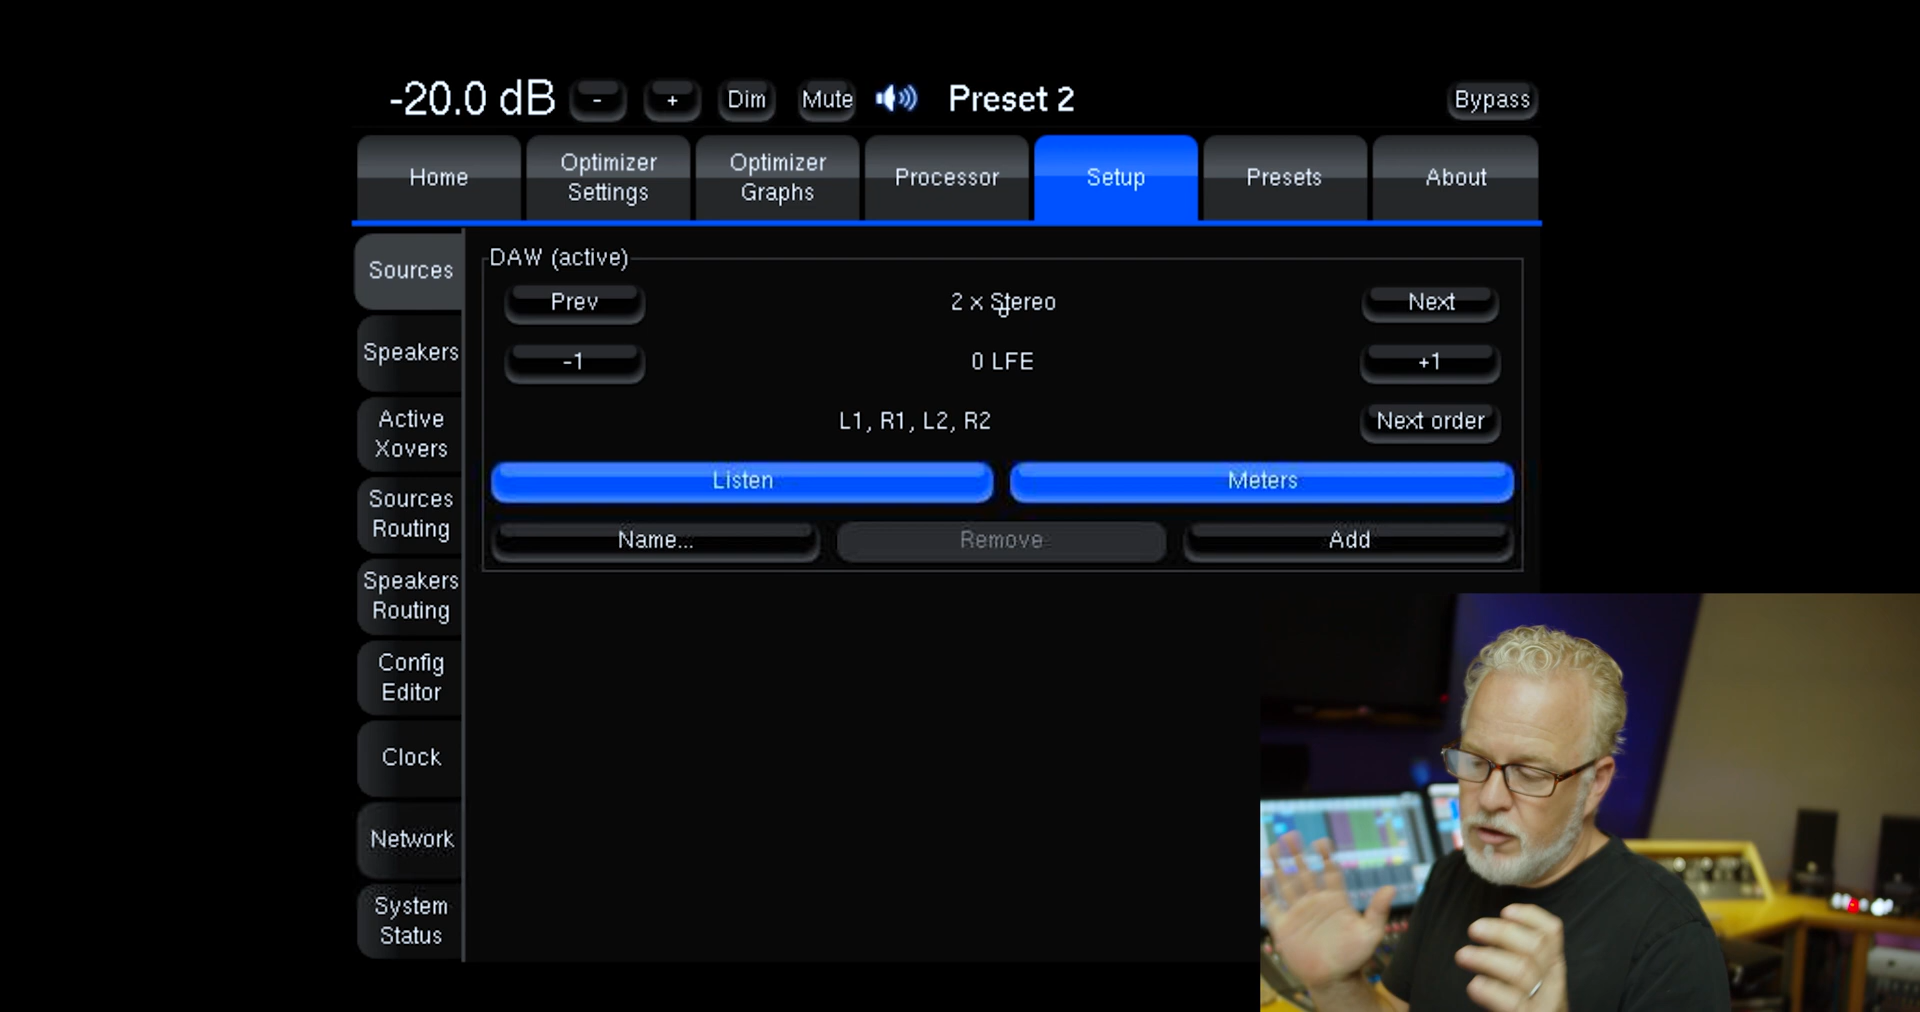 -20.0 dB - + Dim Mute Preset 2 Bypass
Home Optimizer Settings Optimizer Graphs Processor Setup Presets About
Sources
Speakers
Active
Xovers
Sources
Routing
Speakers
Routing
Config
Editor
Clock
Network
System
Status
DAW (active)
Prev 2 x Stereo Next
-1 0 LFE +1
L1, R1, L2, R2 Next order
Listen Meters
Name... Remove Add